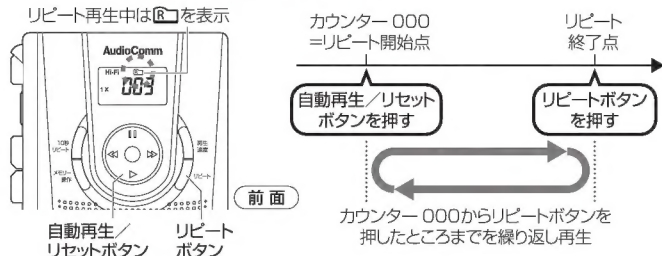 リピート再生中はRを表示
AudioComm
Hi-Fi R
1x 009
10秒
リピート
再生
速度
メモリー
操作
リピート
前面
自動再生／
リセットボタン
リピート
ボタン
カウンター 000
=リピート開始点
リピート
終了点
自動再生／リセット
ボタンを押す
リピートボタン
を押す
カウンター 000からリピートボタンを
押したところまでを繰り返し再生